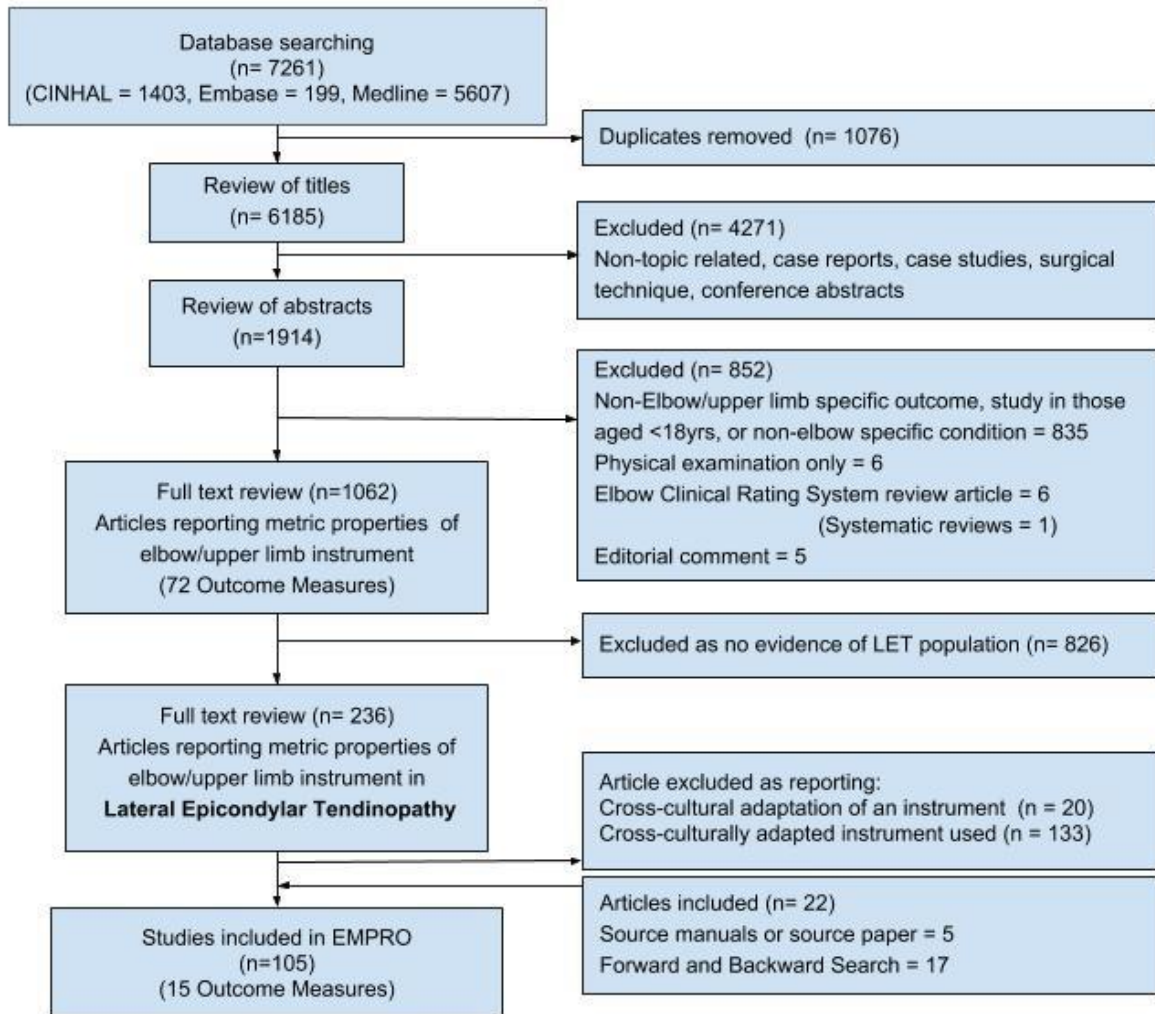 Database searching
(n= 7261)
(CINHAL = 1403, Embase = 199, Medline = 5607)
Duplicates removed (n= 1076)
Review of titles
(n= 6185)
Excluded (n= 4271)
Non-topic related, case reports, case studies, surgical
technique, conference abstracts
Review of abstracts
(n=1914)
Excluded (n= 852)
Non-Elbow/upper limb specific outcome, study in those
aged <18yrs, or non-elbow specific condition = 835
Physical examination only = 6
Elbow Clinical Rating System review article = 6
(Systematic reviews = 1)
Editorial comment = 5
Full text review (n=1062)
Articles reporting metric properties of
elbow/upper limb instrument
(72 Outcome Measures)
Excluded as no evidence of LET population (n= 826)
Full text review (n= 236)
Articles reporting metric properties of
elbow/upper limb instrument in
Lateral Epicondylar Tendinopathy
Article excluded as reporting:
Cross-cultural adaptation of an instrument (n = 20)
Cross-culturally adapted instrument used (n = 133)
Articles included (n= 22)
Source manuals or source paper = 5
Forward and Backward Search = 17
Studies included in EMPRO
(n=105)
(15 Outcome Measures)